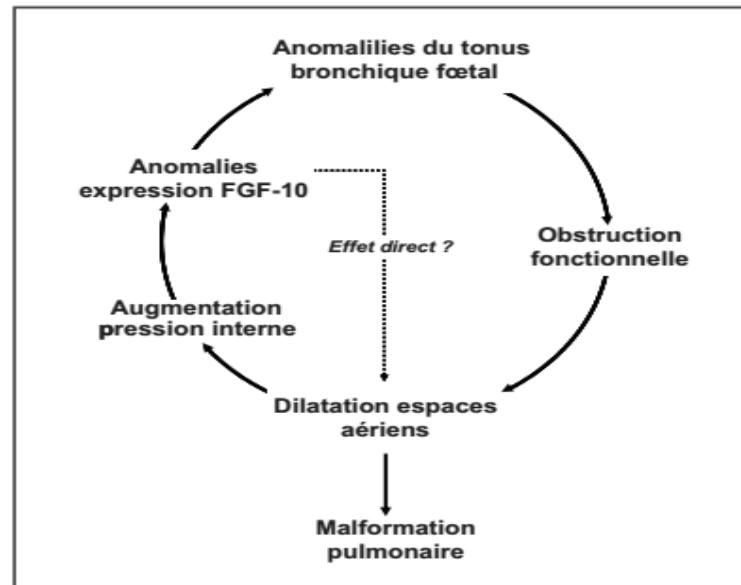 Anomalilies du tonus
bronchique fœtal
Anomalies
expression FGF-10
Effet direct ?
Obstruction
fonctionnelle
Augmentation
pression interne
Dilatation espaces
aériens
Malformation
pulmonaire